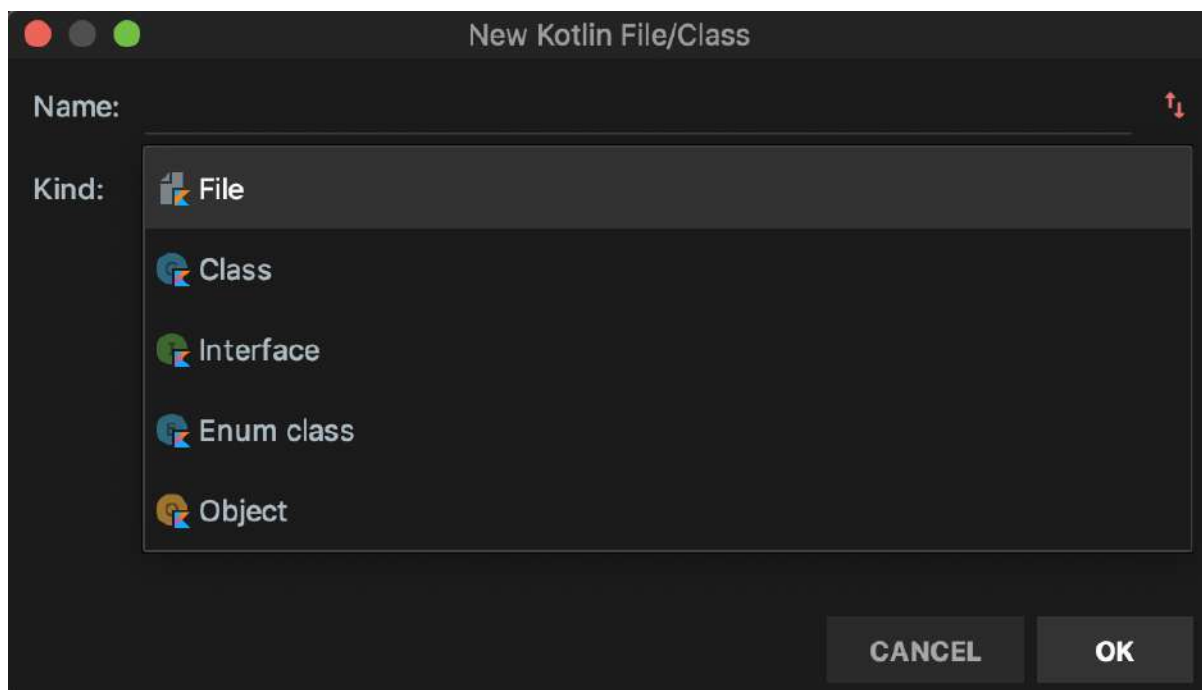 New Kotlin File/Class
Name:
Kind:
File
Class
Interface
Enum class
Object
CANCEL
OK